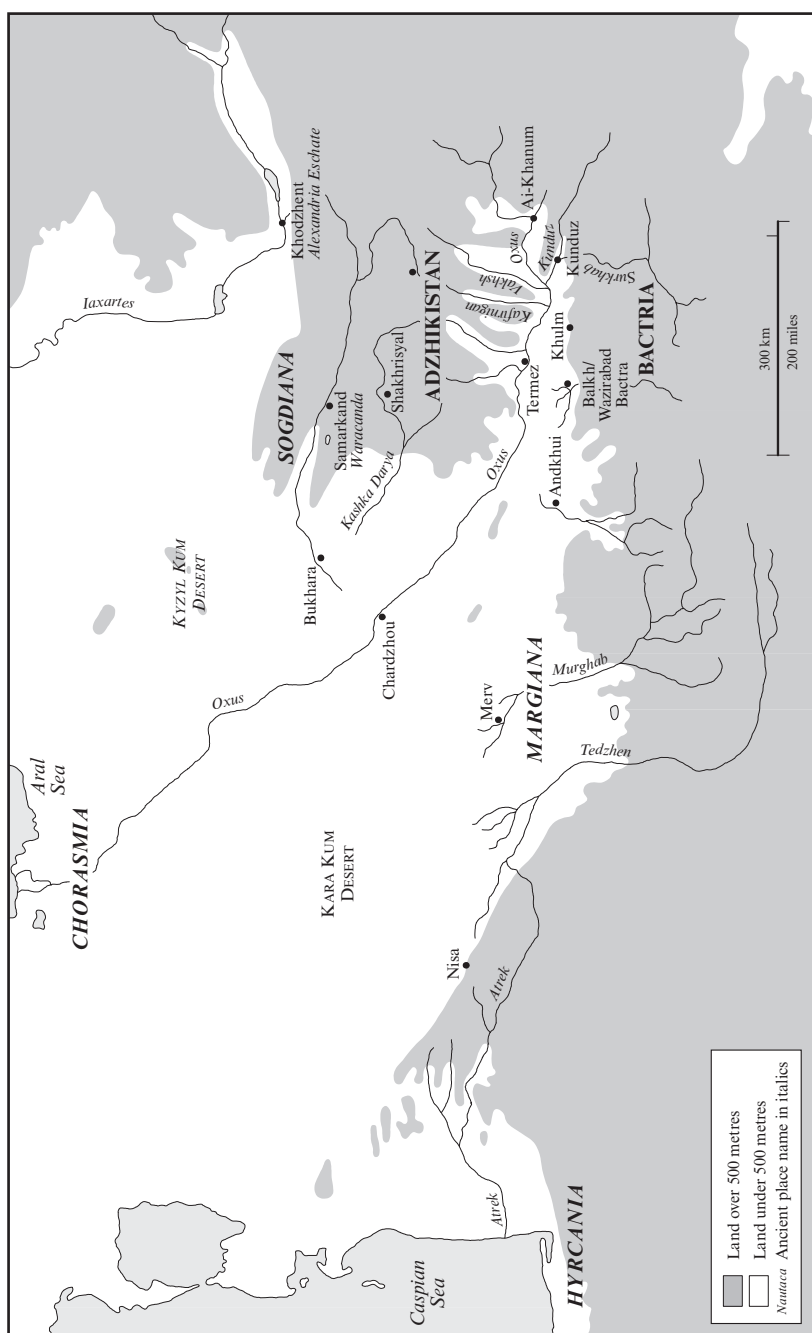 Aral
Sea
CHORASMIA
Oxus
KYZYL KUM
DESERT
Iaxartes
Khodzhent
Alexandria Eschate
SOGDIANA
Samarkand
Waracanda
Bukhara
Kashka Darya
Shakhrisyal
ADZHIKISTAN
Chardzhou
KARA KUM
DESERT
Oxus
Vakhsh
Kafirnigan
Oxus
Ai-Khanum
Termez
Kunduz
Kunduz
Khulm
Surkhab
Balkh/
Wazirabad
Bactra
BACTRIA
Andkhui
Merv
MARGIANA
Murghab
Tedzhen
Nisa
Atrek
Atrek
Caspian
Sea
HYRCANIA
300 km
200 miles
Land over 500 metres
Land under 500 metres
Nautaca Ancient place name in italics